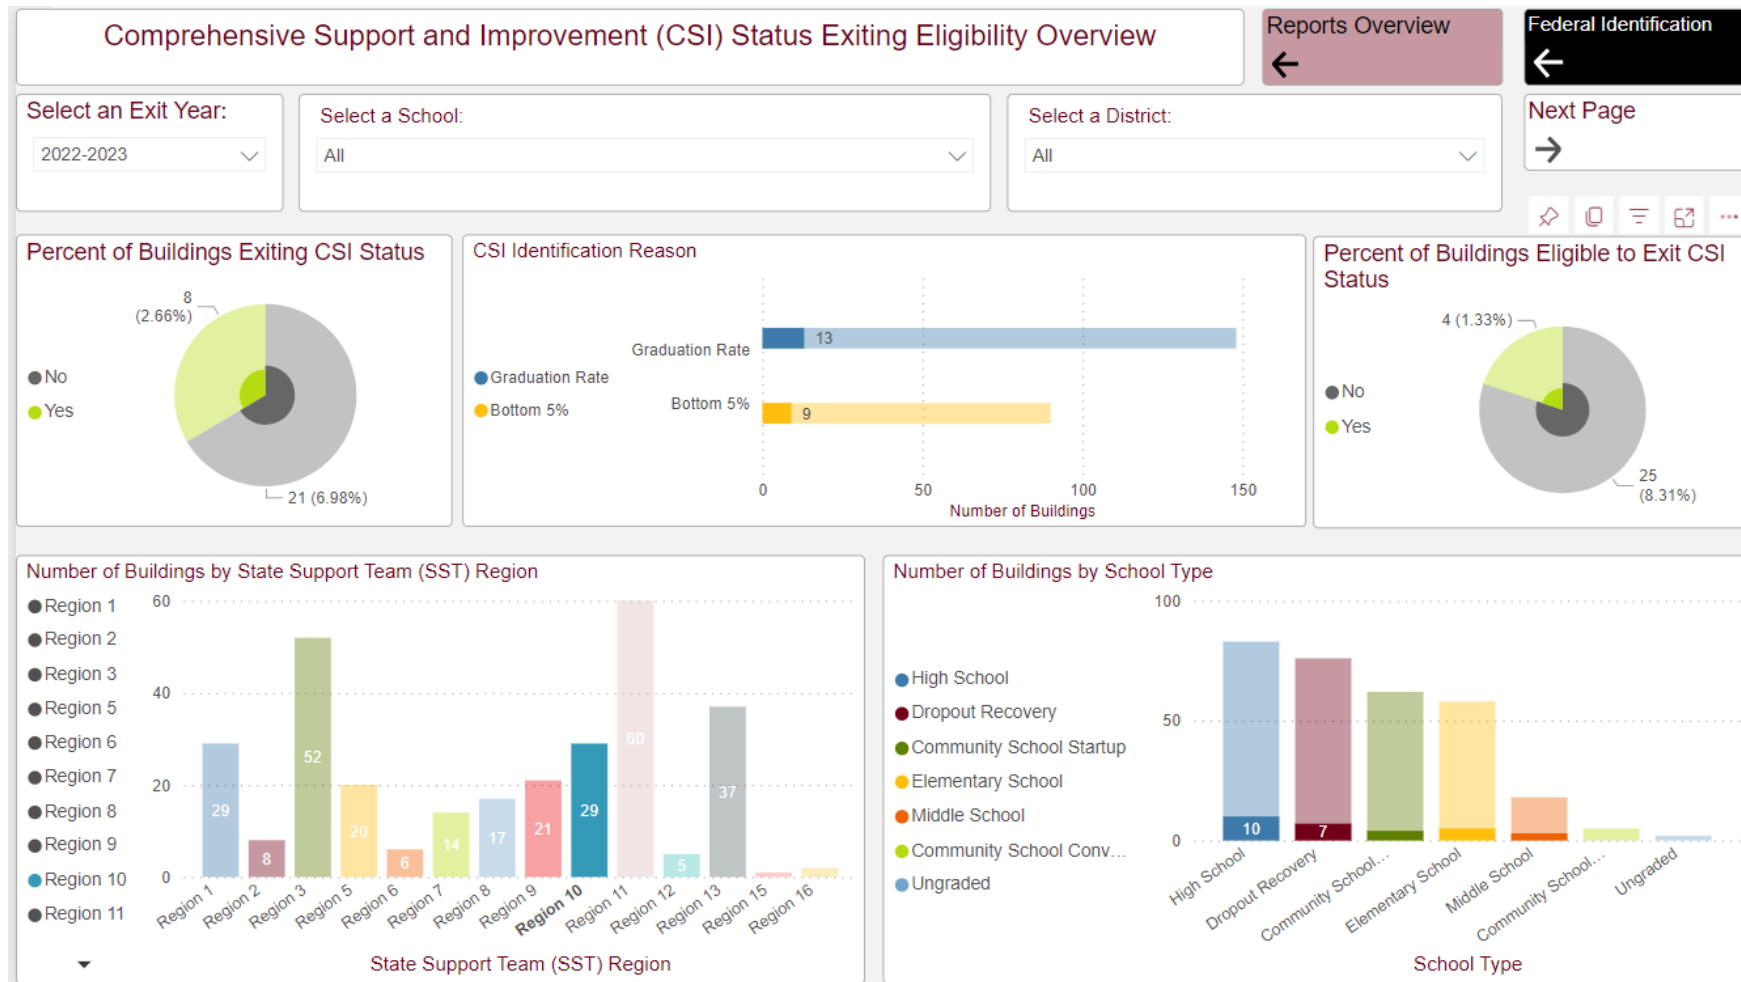 Comprehensive Support and Improvement (CSI) Status Exiting Eligibility Overview
Reports Overview
Federal Identification
Select an Exit Year:
2022-2023
Select a School:
All
Select a District:
All
Next Page
Percent of Buildings Exiting CSI Status
8
(2.66%)
No
Yes
21 (6.98%)
CSI Identification Reason
Graduation Rate
Bottom 5%
Graduation Rate
13
Bottom 5%
9
0
50
100
150
Number of Buildings
Percent of Buildings Eligible to Exit CSI
Status
4 (1.33%)
No
Yes
25
(8.31%)
Number of Buildings by State Support Team (SST) Region
Region 1
Region 2
Region 3
Region 5
Region 6
Region 7
Region 8
Region 9
Region 10
Region 11
60
40
20
0
29
8
52
20
6
14
17
21
29
60
5
37
Region 1
Region 2
Region 3
Region 5
Region 6
Region 7
Region 8
Region 9
Region 10
Region 11
Region 12
Region 13
Region 15
Region 16
State Support Team (SST) Region
Number of Buildings by School Type
High School
Dropout Recovery
Community School Startup
Elementary School
Middle School
Community School Conv...
Ungraded
100
50
0
10
7
High School
Dropout Recovery
Community School...
Elementary School
Middle School
Community School...
Ungraded
School Type